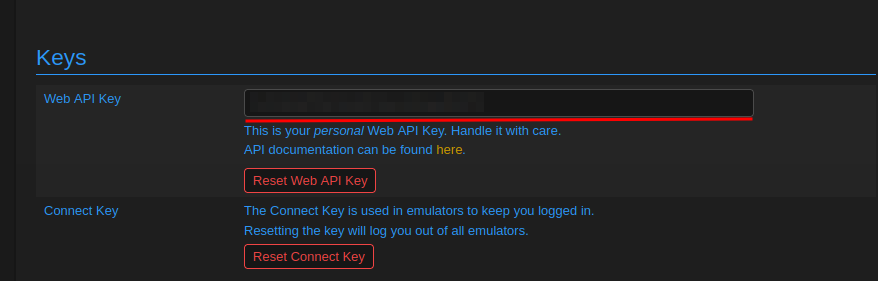 Keys
Web API Key
This is your personal Web API Key. Handle it with care.
API documentation can be found here.
Reset Web API Key
Connect Key
The Connect Key is used in emulators to keep you logged in.
Resetting the key will log you out of all emulators.
Reset Connect Key